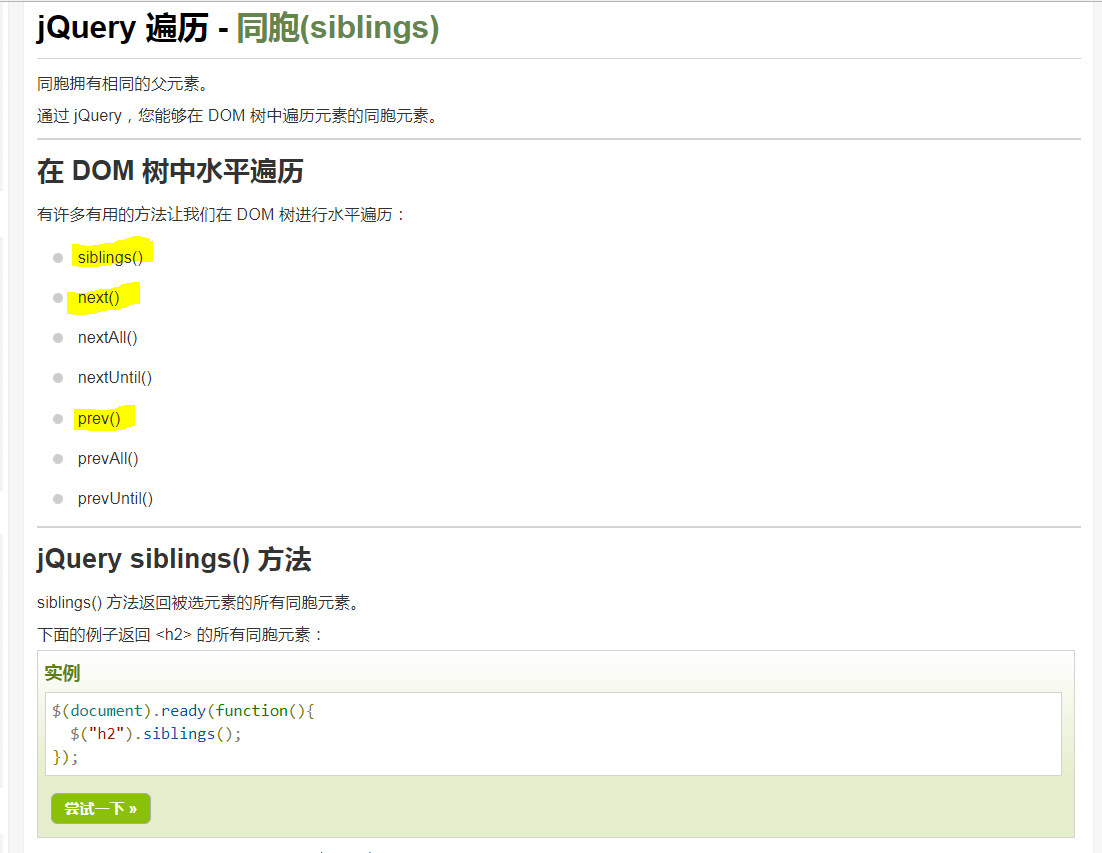 jQuery 遍历 - 同胞(siblings)
同胞拥有相同的父元素。
通过 jQuery，您能够在 DOM 树中遍历元素的同胞元素。
在 DOM 树中水平遍历
有许多有用的方法让我们在 DOM 树进行水平遍历：
siblings()
next()
nextAll()
nextUntil()
prev()
prevAll()
prevUntil()
jQuery siblings() 方法
siblings() 方法返回被选元素的所有同胞元素。
下面的例子返回 <h2> 的所有同胞元素：
实例
$(document).ready(function(){
  $("h2").siblings();
});
尝试一下 »